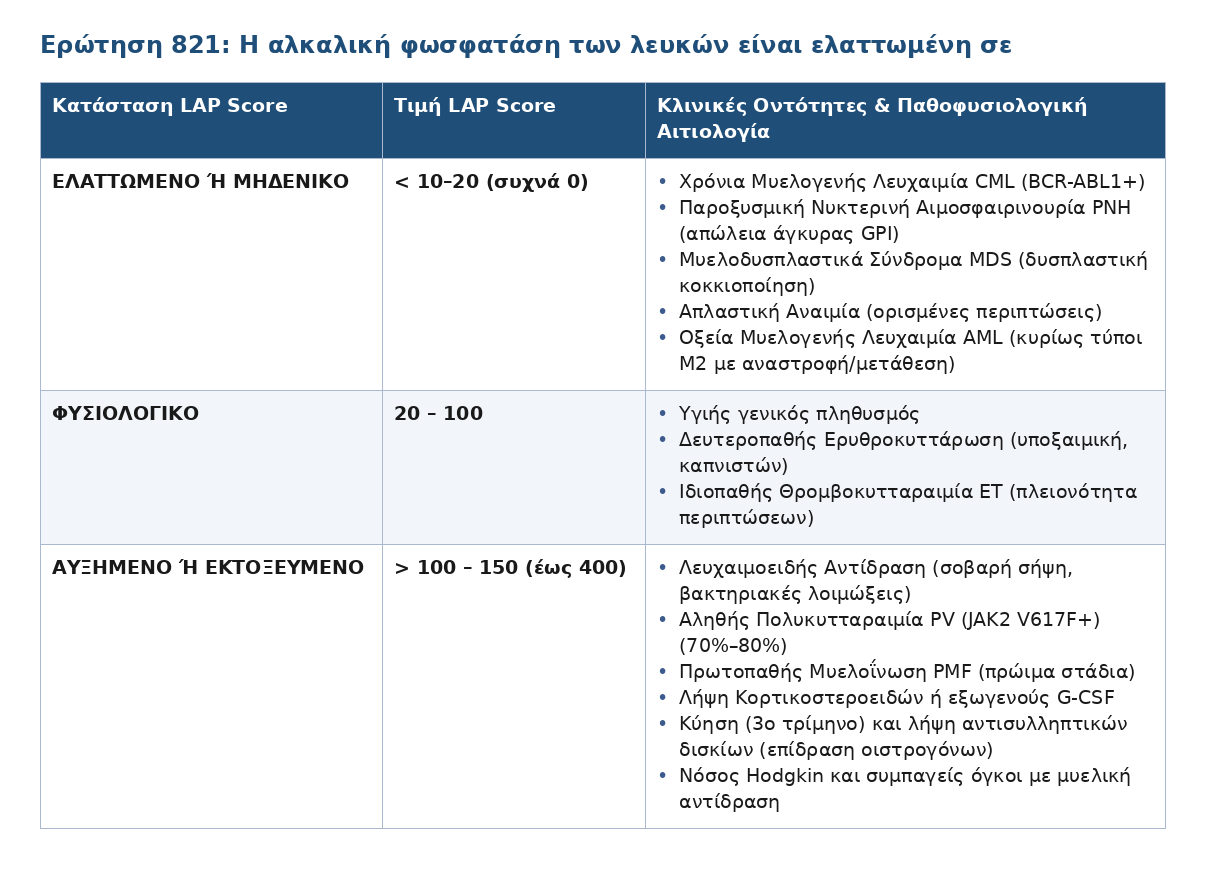 Ερώτηση 821: Η αλκαλική φωσφατάση των λευκών είναι ελαττωμένη σε
Κατάσταση LAP Score
Τιμή LAP Score
Κλινικές Οντότητες & Παθοφυσιολογική
Αιτιολογία
ΕΛΑΤΤΩΜΕΝΟ Ή ΜΗΔΕΝΙΚΟ
< 10–20 (συχνά 0)
• Χρόνια Μυελογενής Λευχαιμία CML (BCR-ABL1+)
• Παροξυσμική Νυκτερινή Αιμοσφαιρινουρία PNH
(απώλεια άγκυρας GPI)
• Μυελοδυσπλαστικά Σύνδρομα MDS (δυσπλαστική
κοκκιοποίηση)
• Απλαστική Αναιμία (ορισμένες περιπτώσεις)
• Οξεία Μυελογενής Λευχαιμία AML (κυρίως τύποι
M2 με αναστροφή/μετάθεση)
ΦΥΣΙΟΛΟΓΙΚΟ
20 – 100
• Υγιής γενικός πληθυσμός
• Δευτεροπαθής Ερυθροκυττάρωση (υποξαιμική,
καπνιστών)
• Ιδιοπαθής Θρομβοκυτταραιμία ET (πλειονότητα
περιπτώσεων)
ΑΥΞΗΜΕΝΟ Ή ΕΚΤΟΞΕΥΜΕΝΟ
> 100 – 150 (έως 400)
• Λευχαιμοειδής Αντίδραση (σοβαρή σήψη,
βακτηριακές λοιμώξεις)
• Αληθής Πολυκυτταραιμία PV (JAK2 V617F+)
(70%–80%)
• Πρωτοπαθής Μυελοΐνωση PMF (πρώιμα στάδια)
• Λήψη Κορτικοστεροειδών ή εξωγενούς G-CSF
• Κύηση (3ο τρίμηνο) και λήψη αντισυλληπτικών
δισκίων (επίδραση οιστρογόνων)
• Νόσος Hodgkin και συμπαγείς όγκοι με μυελική
αντίδραση